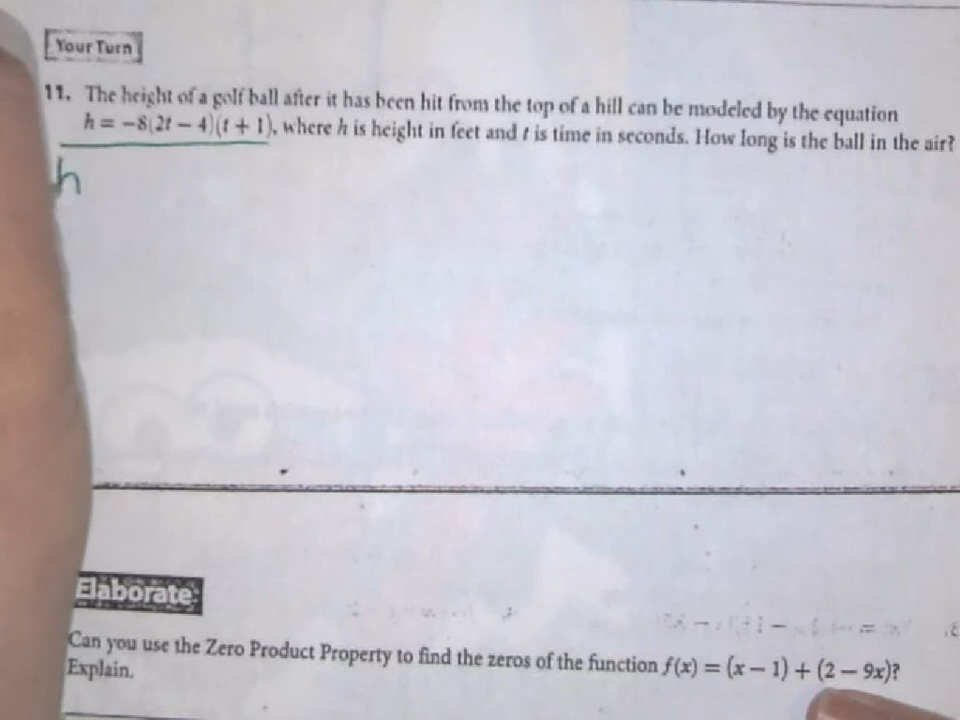 Your Turn
11. The height of a golf ball after it has been hit from the top of a hill can be modeled by the equation
h = −8(2t − 4)(t + 1), where h is height in feet and t is time in seconds. How long is the ball in the air?
h
Elaborate
Can you use the Zero Product Property to find the zeros of the function f(x) = (x − 1) + (2 − 9x)?
Explain.